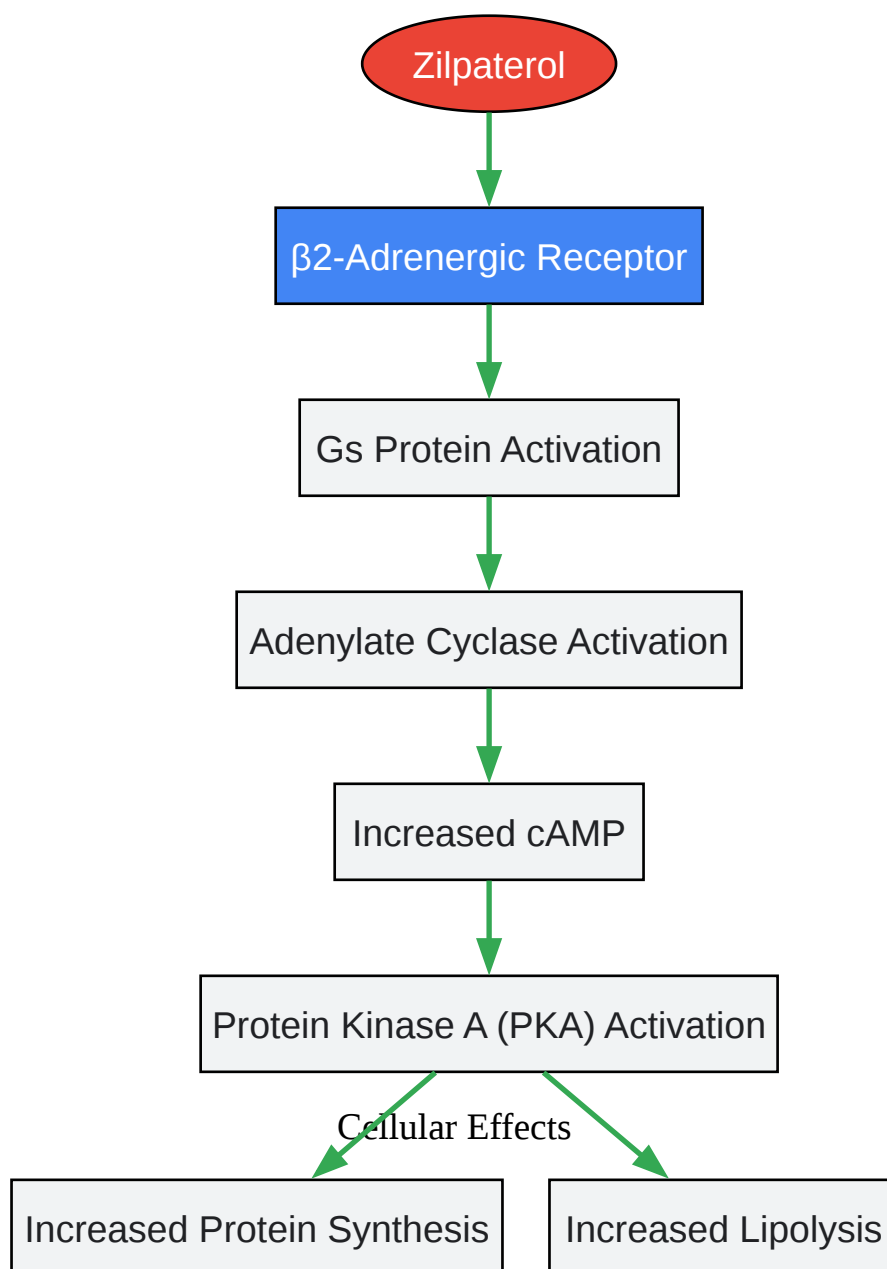 Zilpaterol
β2-Adrenergic Receptor
Gs Protein Activation
Adenylate Cyclase Activation
Increased cAMP
Protein Kinase A (PKA) Activation
Cellular Effects
Increased Protein Synthesis
Increased Lipolysis